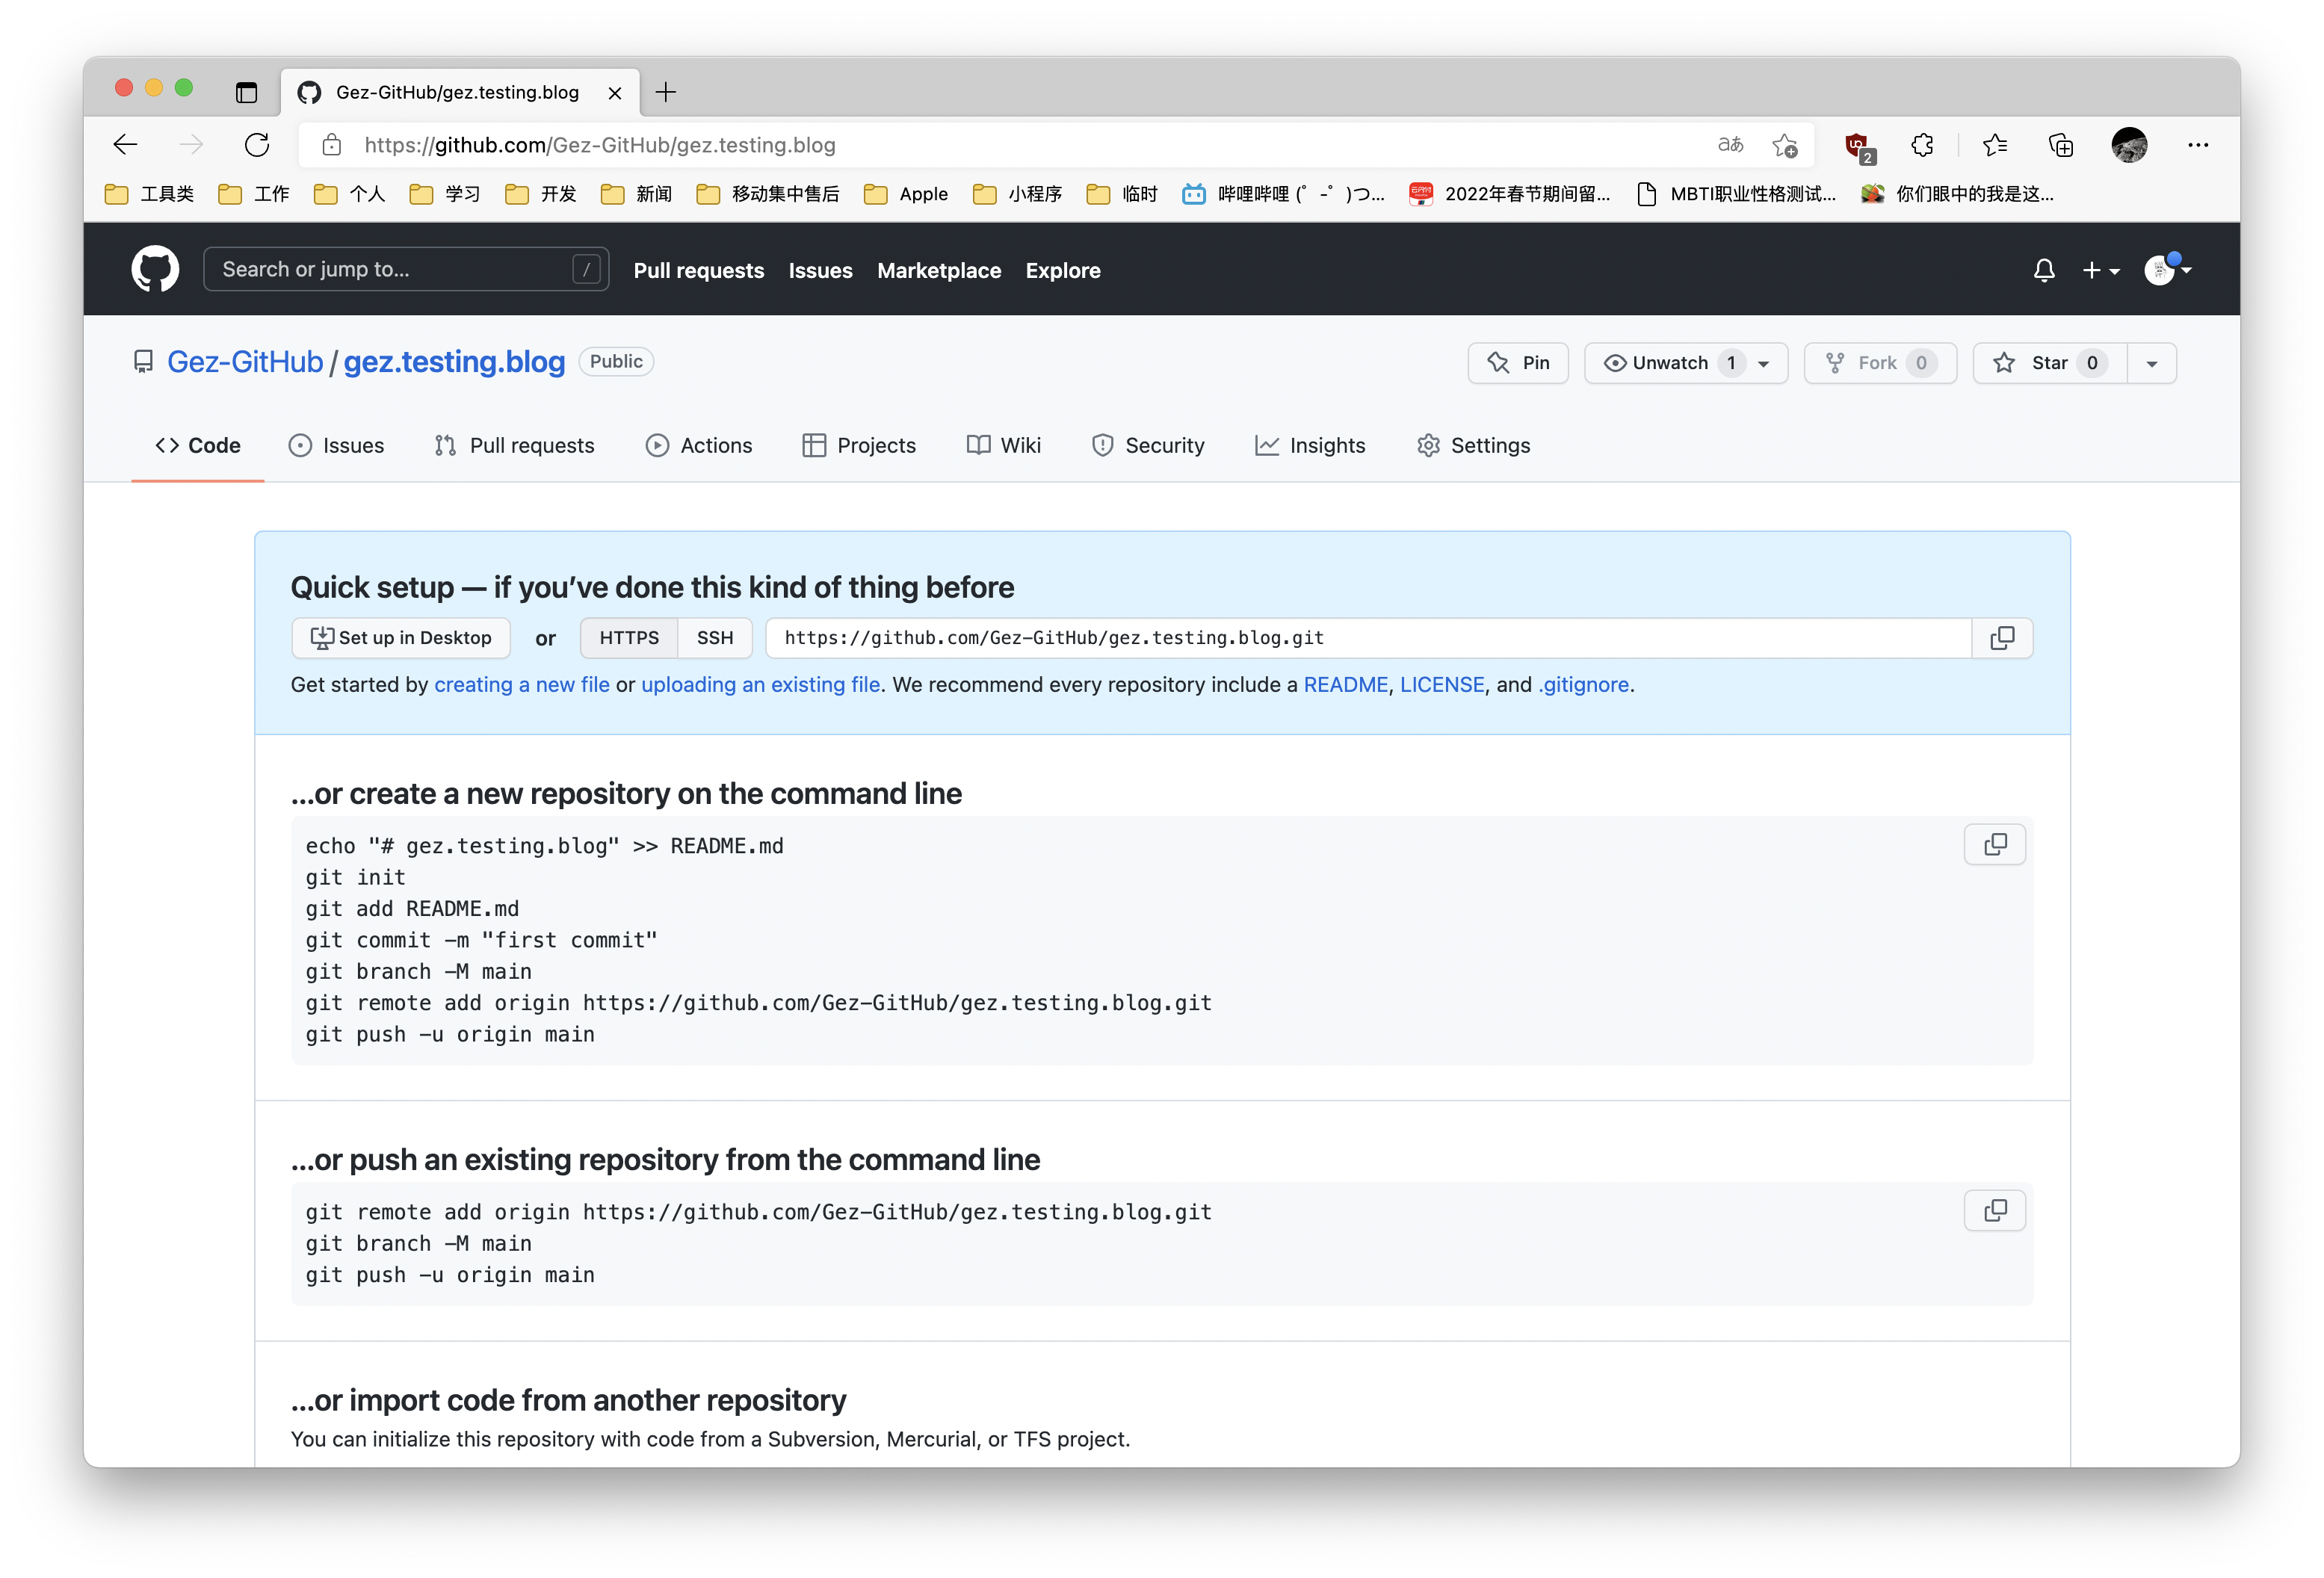 Gez-GitHub/gez.testing.blog
https://github.com/Gez-GitHub/gez.testing.blog
aあ
2
工具类 工作 个人 学习 开发 新闻 移动集中售后 Apple 小程序 临时 哔哩哔哩 (゜-゜)つ... 2022年春节期间留... MBTI职业性格测试... 你们眼中的我是这...
Search or jump to... / Pull requests Issues Marketplace Explore
Gez-GitHub / gez.testing.blog Public Pin Unwatch 1 Fork 0 Star 0
Code Issues Pull requests Actions Projects Wiki Security Insights Settings
Quick setup — if you’ve done this kind of thing before
Set up in Desktop or HTTPS SSH https://github.com/Gez-GitHub/gez.testing.blog.git
Get started by creating a new file or uploading an existing file. We recommend every repository include a README, LICENSE, and .gitignore.
…or create a new repository on the command line
echo "# gez.testing.blog" >> README.md
git init
git add README.md
git commit -m "first commit"
git branch -M main
git remote add origin https://github.com/Gez-GitHub/gez.testing.blog.git
git push -u origin main
…or push an existing repository from the command line
git remote add origin https://github.com/Gez-GitHub/gez.testing.blog.git
git branch -M main
git push -u origin main
…or import code from another repository
You can initialize this repository with code from a Subversion, Mercurial, or TFS project.